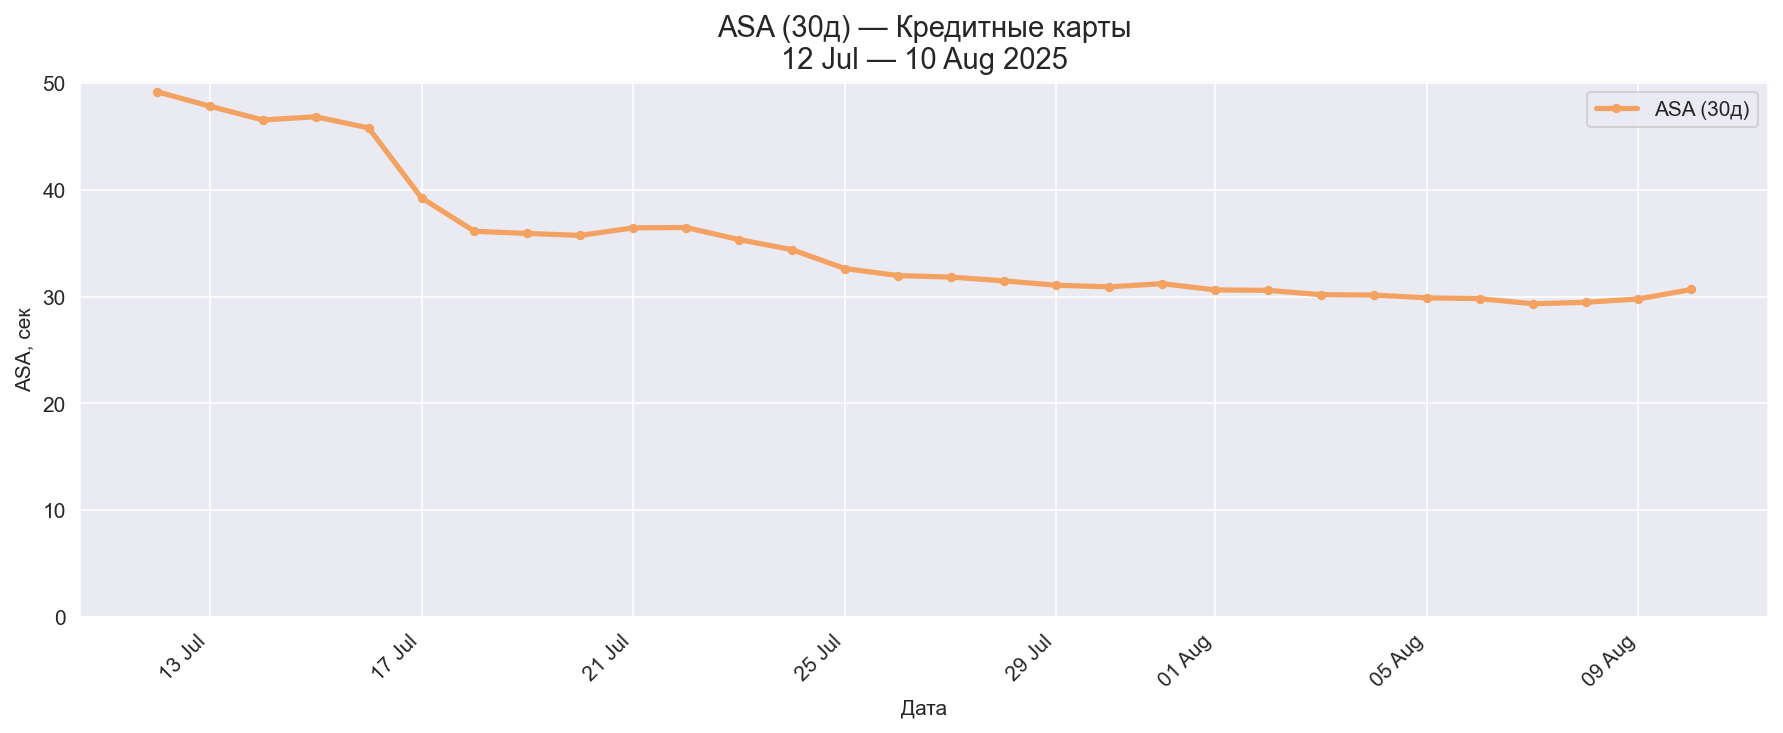 ASA (30д) — Кредитные карты
12 Jul — 10 Aug 2025
ASA (30д)
ASA, сек
50
40
30
20
10
0
13 Jul
17 Jul
21 Jul
25 Jul
29 Jul
01 Aug
05 Aug
09 Aug
Дата